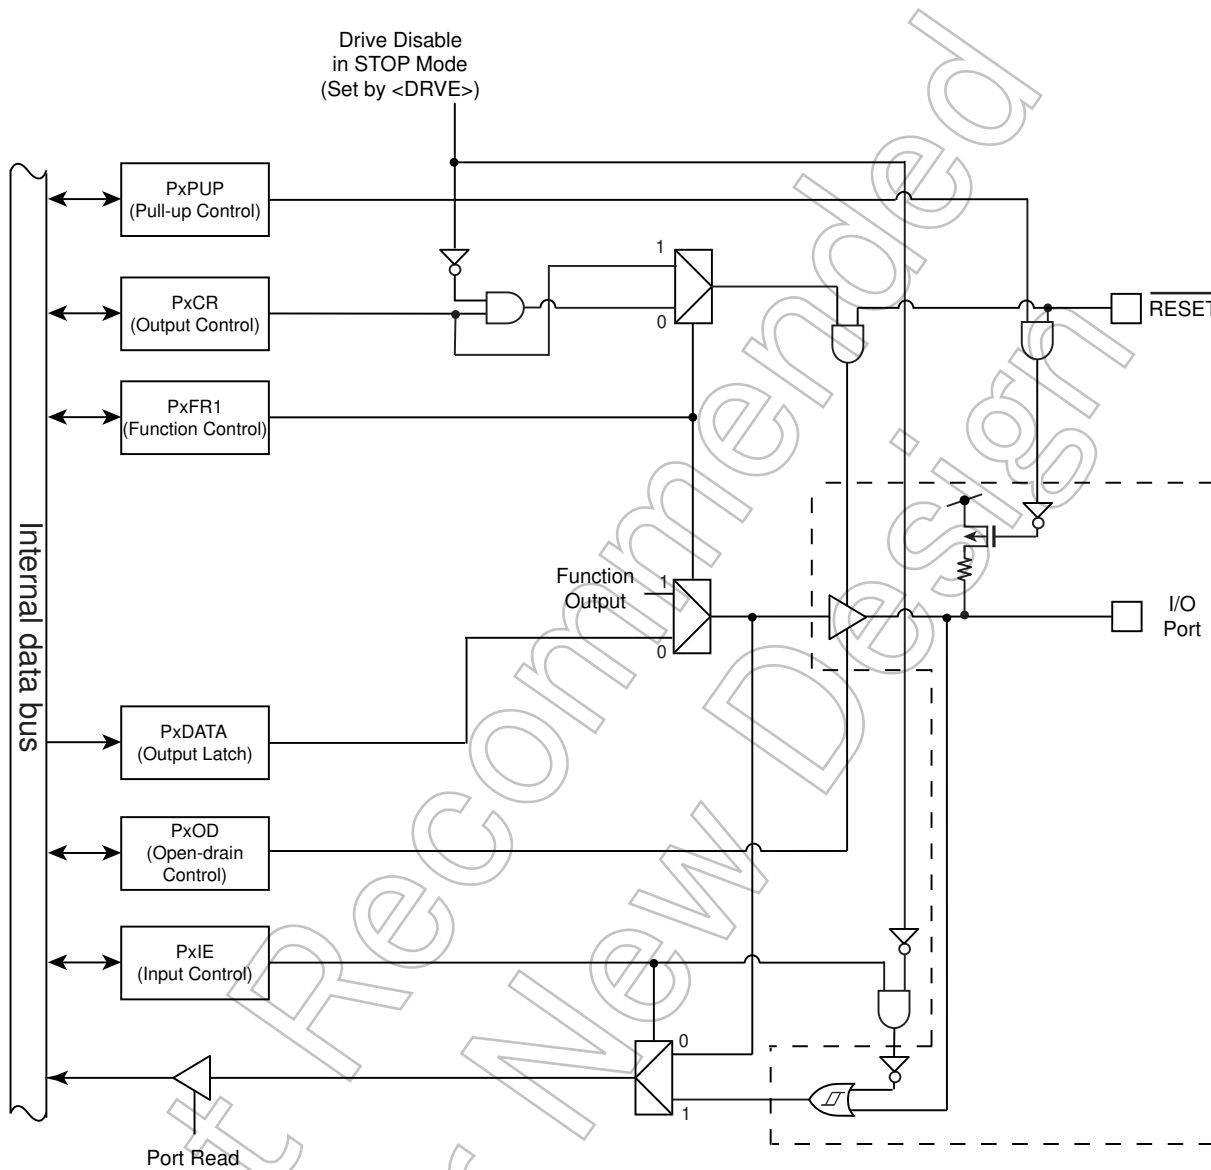 Drive Disable
in STOP Mode
(Set by <DRVE>)
PxPUP
(Pull-up Control)
1
PxCR
(Output Control)
0
RESET
PxFR1
(Function Control)
Internal data bus
Function
Output
1
0
I/O
Port
PxDATA
(Output Latch)
PxOD
(Open-drain
Control)
PxIE
(Input Control)
0
1
Port Read
t Recommended
r New Design